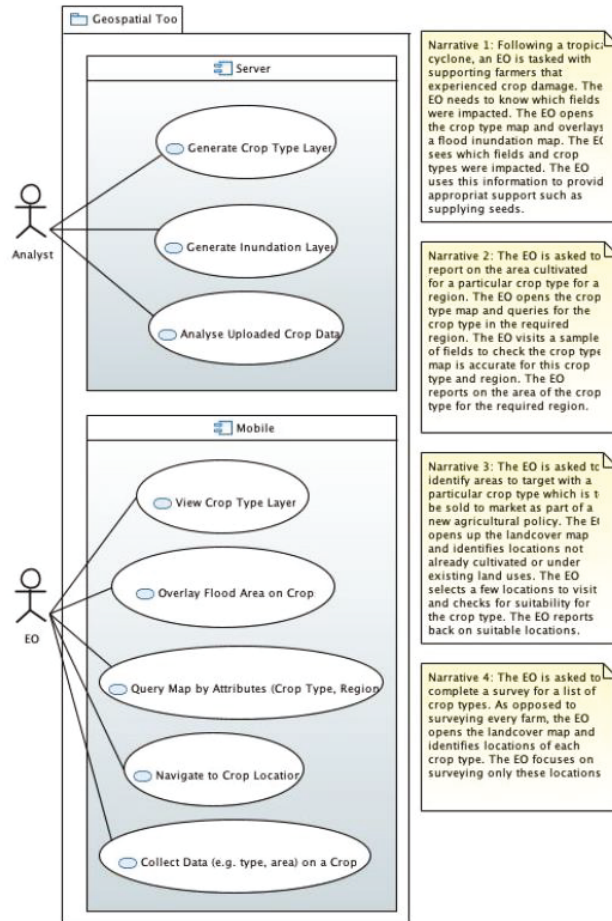 Geospatial Too
Server
Generate Crop Type Layer
Generate Inundation Layer
Analyse Uploaded Crop Data
Analyst
Mobile
View Crop Type Layer
Overlay Flood Area on Crop
Query Map by Attributes (Crop Type, Region
Navigate to Crop Location
Collect Data (e.g. type, area) on a Crop
EO
Narrative 1: Following a tropica
cyclone, an EO is tasked with
supporting farmers that
experienced crop damage. The
EO needs to know which fields
were impacted. The EO opens
the crop type map and overlays
a flood inundation map. The EO
sees which fields and crop
types were impacted. The EO
uses this information to provid
appropriat support such as
supplying seeds.
Narrative 2: The EO is asked to
report on the area cultivated
for a particular crop type for a
region. The EO opens the crop
type map and queries for the
crop type in the required
region. The EO visits a sample
of fields to check the crop type
map is accurate for this crop
type and region. The EO
reports on the area of the crop
type for the required region.
Narrative 3: The EO is asked to
identify areas to target with a
particular crop type which is t
be sold to market as part of a
new agricultural policy. The EO
opens up the landcover map
and identifies locations not
already cultivated or under
existing land uses. The EO
selects a few locations to visit
and checks for suitability for
the crop type. The EO reports
back on suitable locations.
Narrative 4: The EO is asked to
complete a survey for a list of
crop types. As opposed to
surveying every farm, the EO
opens the landcover map and
identifies locations of each
crop type. The EO focuses on
surveying only these locations